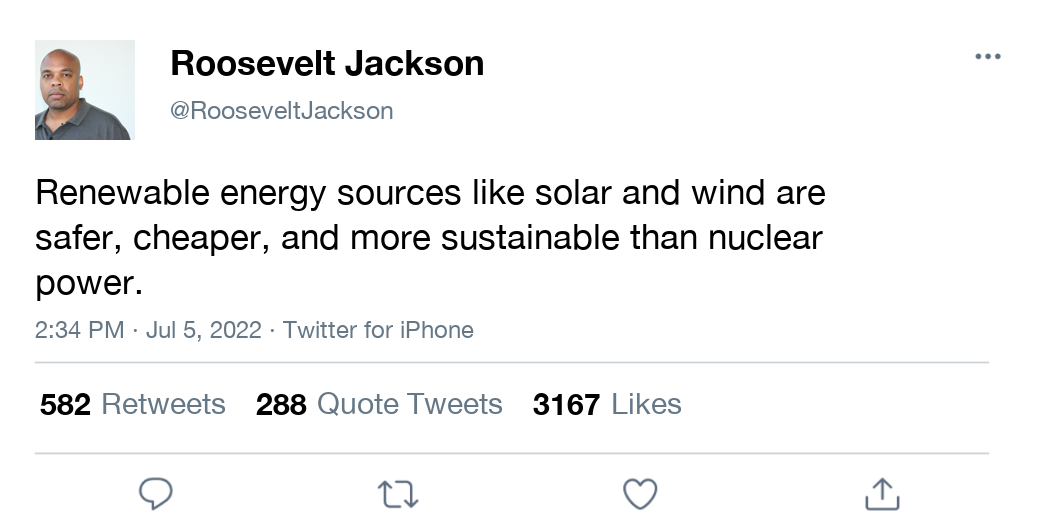 Roosevelt Jackson
@RooseveltJackson
Renewable energy sources like solar and wind are
safer, cheaper, and more sustainable than nuclear
power.
2:34 PM · Jul 5, 2022 · Twitter for iPhone
582 Retweets 288 Quote Tweets 3167 Likes